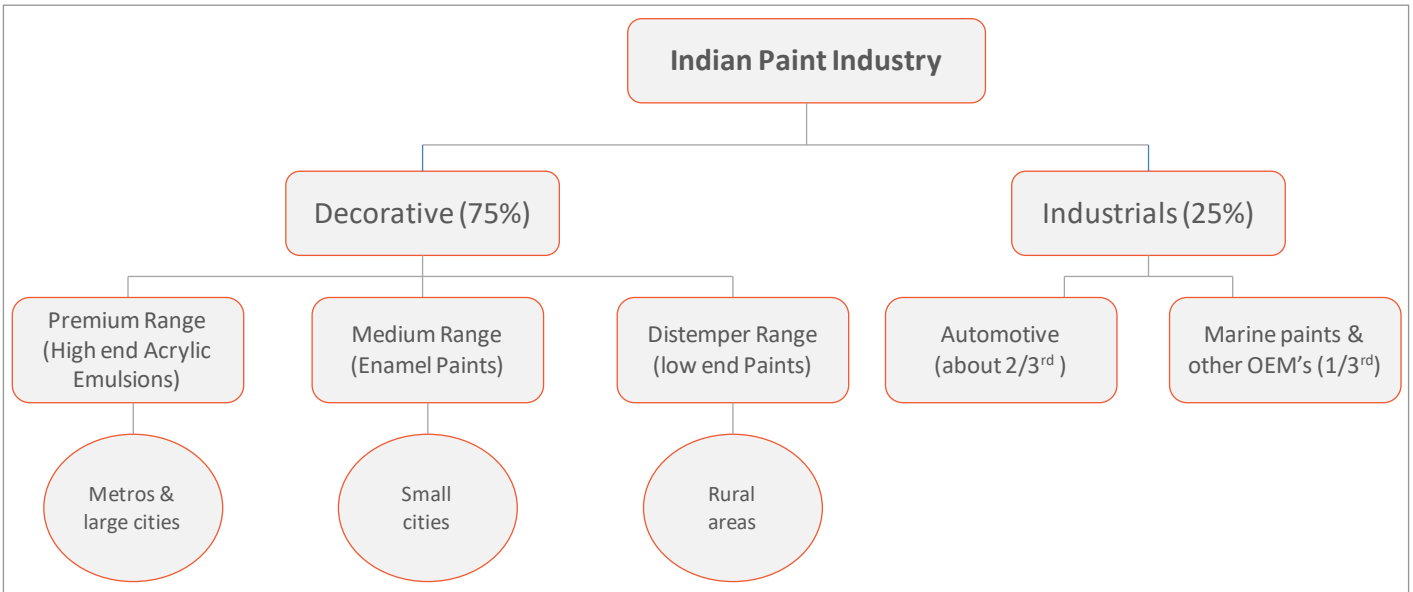 Indian Paint Industry
Decorative (75%)
Industrials (25%)
Premium Range
(High end Acrylic
Emulsions)
Medium Range
(Enamel Paints)
Distemper Range
(low end Paints)
Automotive
(about 2/3rd )
Marine paints &
other OEM's (1/3rd)
Metros &
large cities
Small
cities
Rural
areas